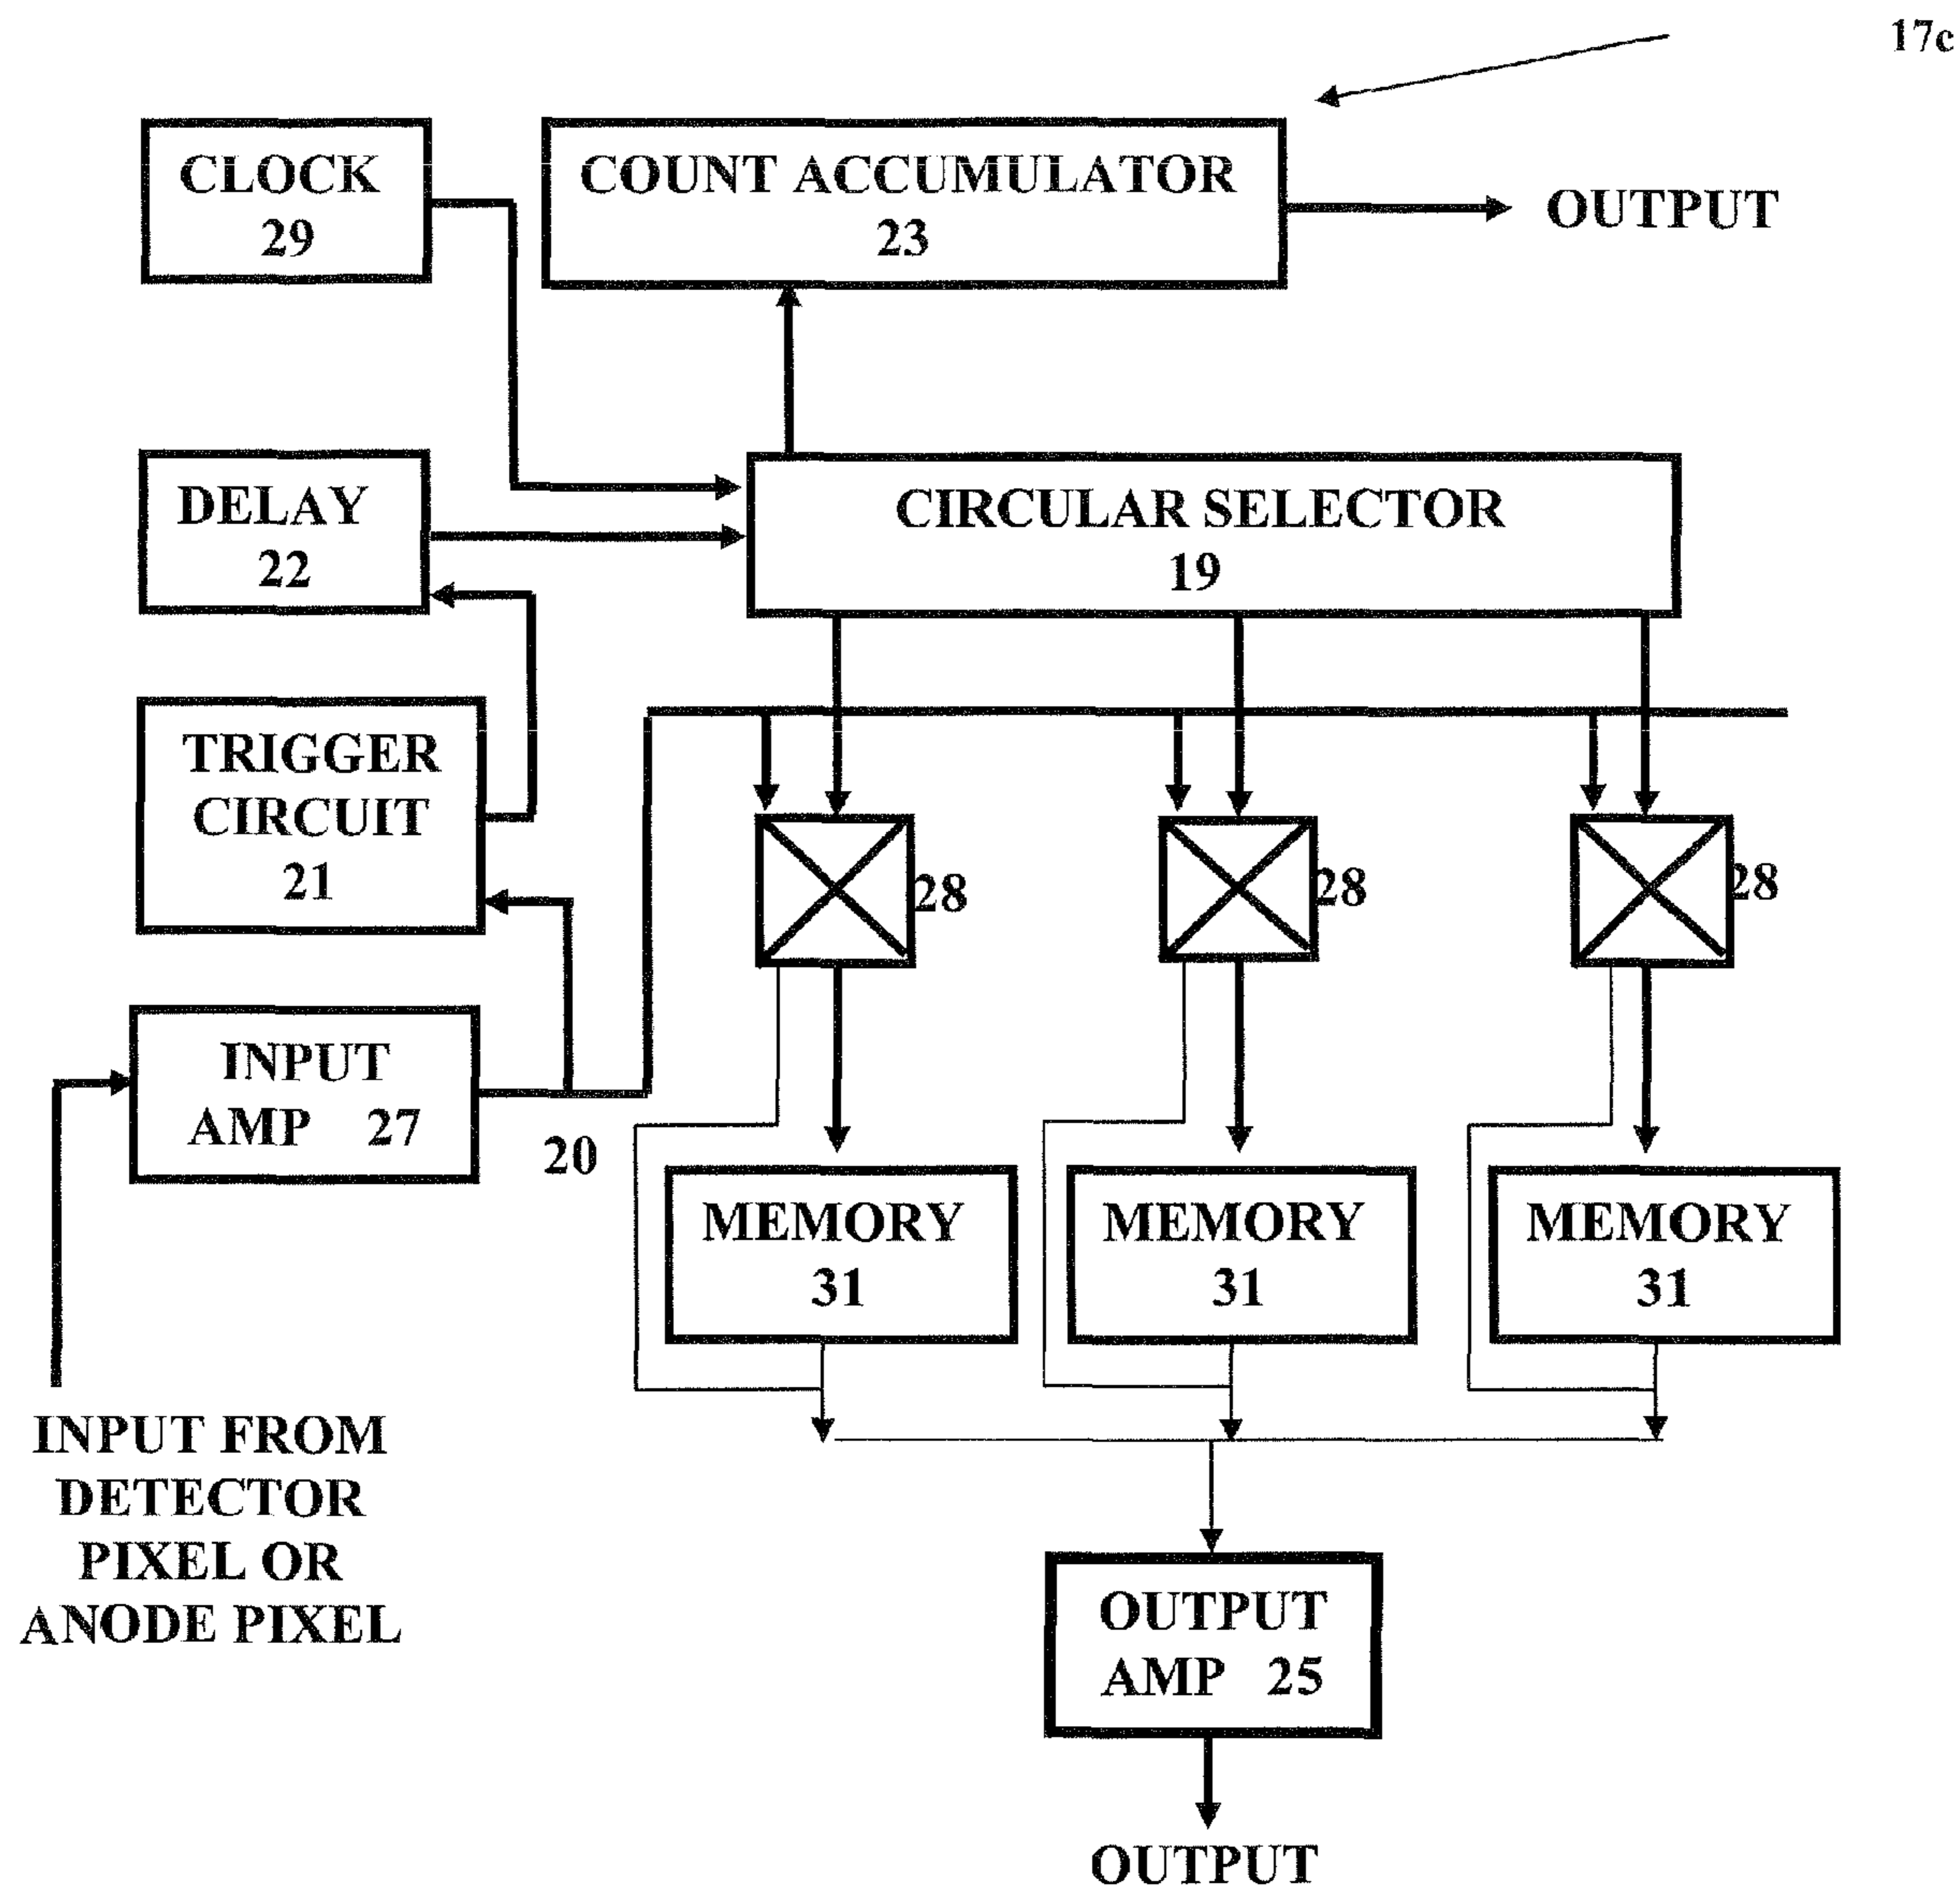 17c
CLOCK
29
COUNT ACCUMULATOR
23
OUTPUT
DELAY
22
CIRCULAR SELECTOR
19
TRIGGER
CIRCUIT
21
28
28
28
INPUT
AMP 27
20
MEMORY
31
MEMORY
31
MEMORY
31
INPUT FROM
DETECTOR
PIXEL OR
ANODE PIXEL
OUTPUT
AMP 25
OUTPUT